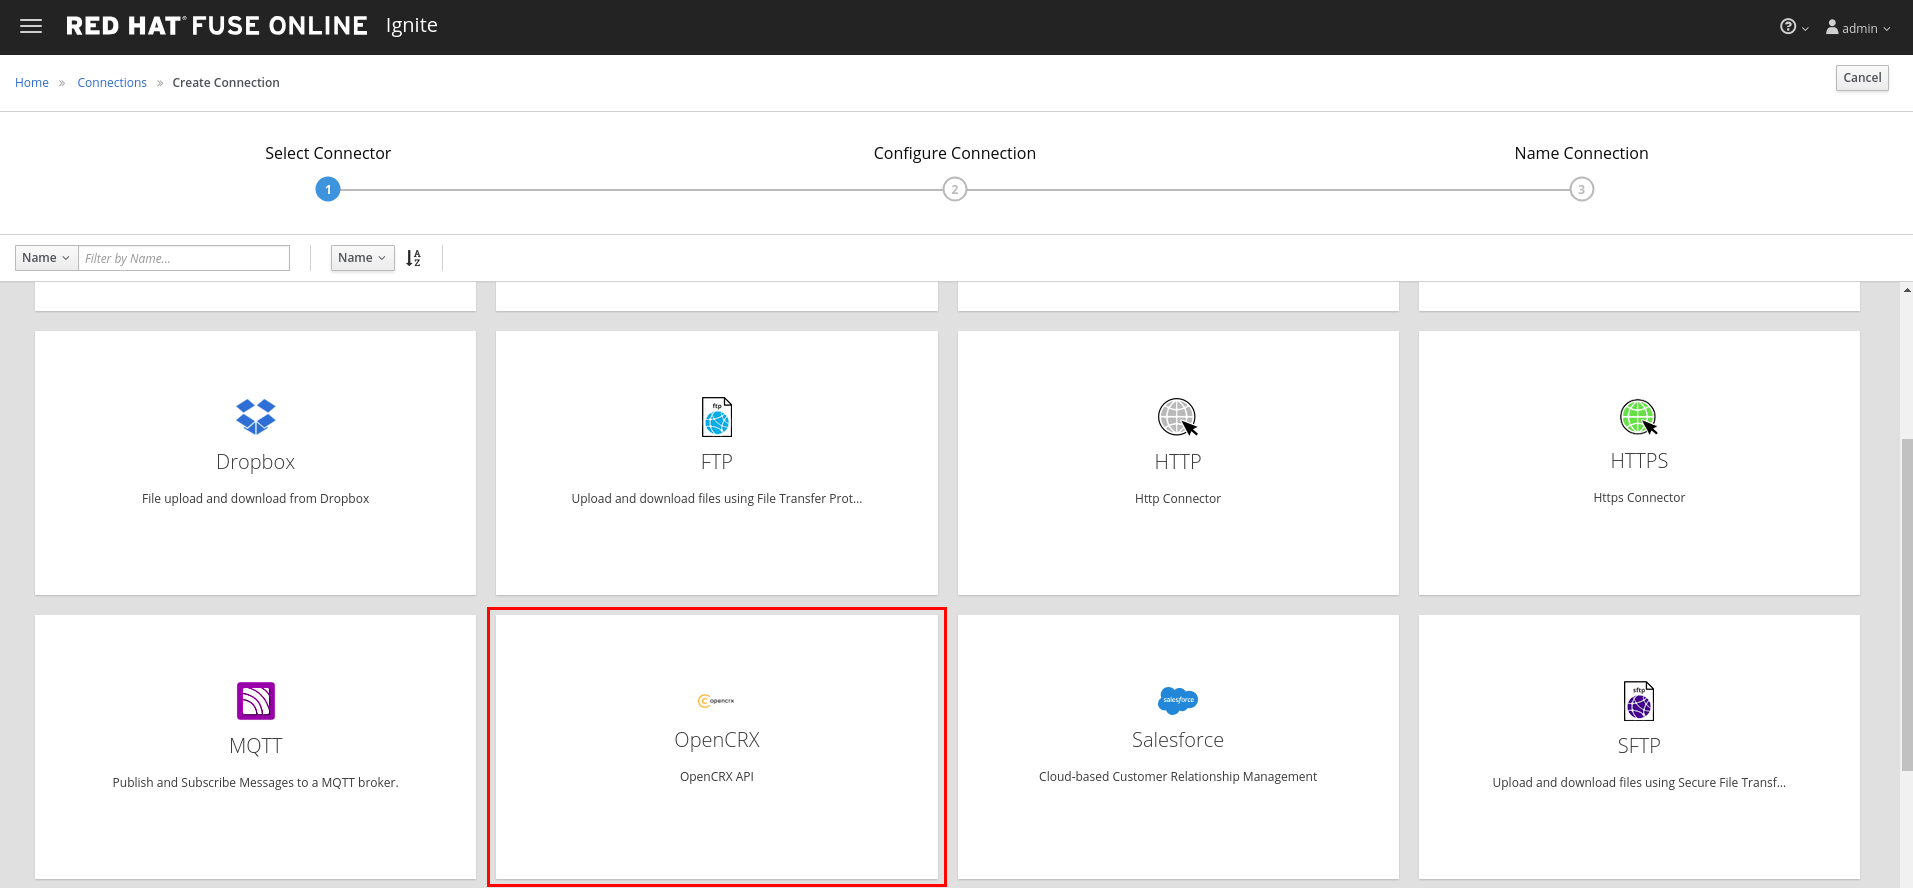 RED HAT® FUSE ONLINE Ignite
admin
Home » Connections » Create Connection
Cancel
Select Connector
Configure Connection
Name Connection
1
2
3
Name
Filter by Name...
Name
A
Z
Dropbox
File upload and download from Dropbox
ftp
FTP
Upload and download files using File Transfer Prot...
HTTP
Http Connector
HTTPS
Https Connector
MQTT
Publish and Subscribe Messages to a MQTT broker.
opencrx
OpenCRX
OpenCRX API
salesforce
Salesforce
Cloud-based Customer Relationship Management
sftp
SFTP
Upload and download files using Secure File Transf...